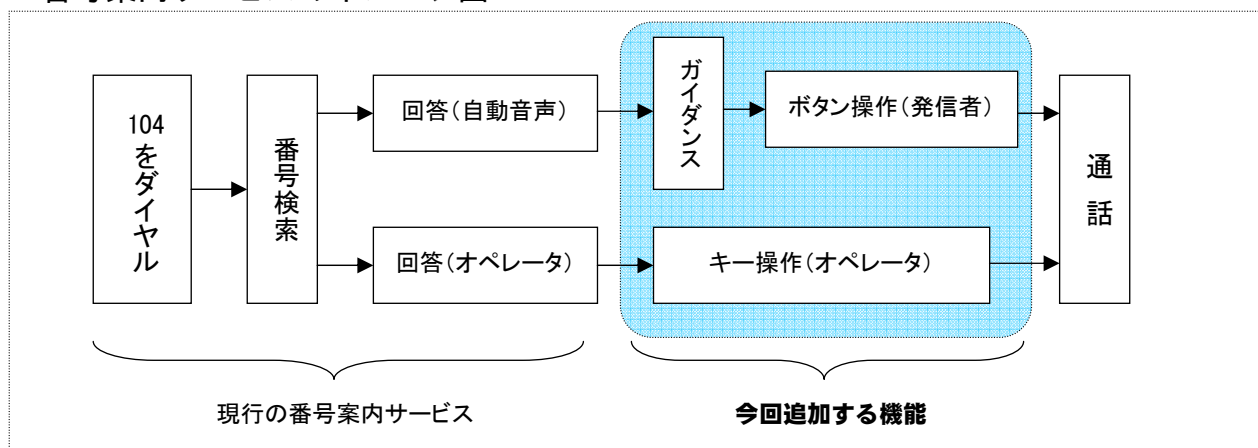 104をダイヤル
番号検索
回答(自動音声)
ガイダンス
ボタン操作(発信者)
回答(オペレータ)
キー操作(オペレータ)
通話
現行の番号案内サービス
今回追加する機能